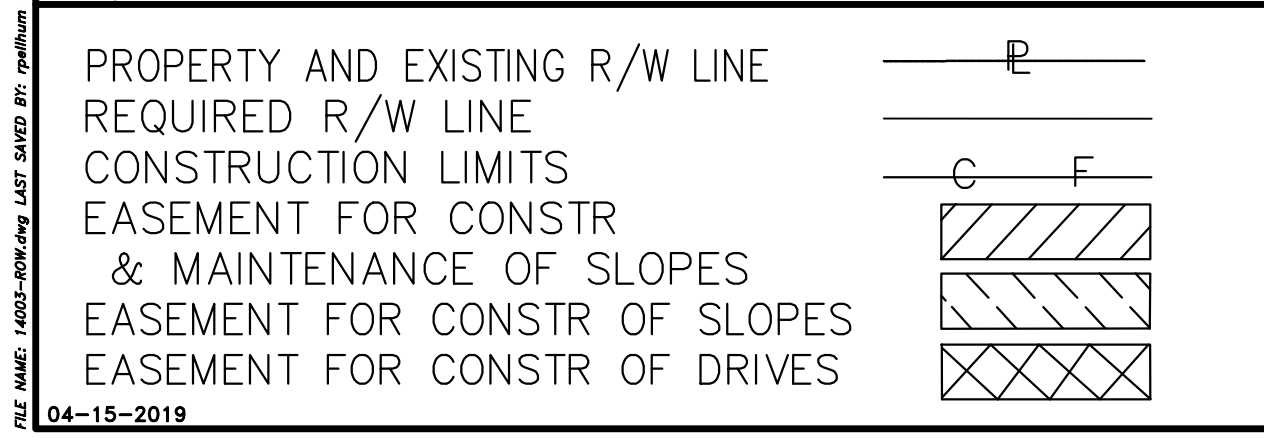 PROPERTY AND EXISTING R/W LINE PL
REQUIRED R/W LINE
CONSTRUCTION LIMITS C F
EASEMENT FOR CONSTR
& MAINTENANCE OF SLOPES
EASEMENT FOR CONSTR OF SLOPES
EASEMENT FOR CONSTR OF DRIVES
04-15-2019
FILE NAME: 14003-ROW.dwg LAST SAVED BY: rpellhum